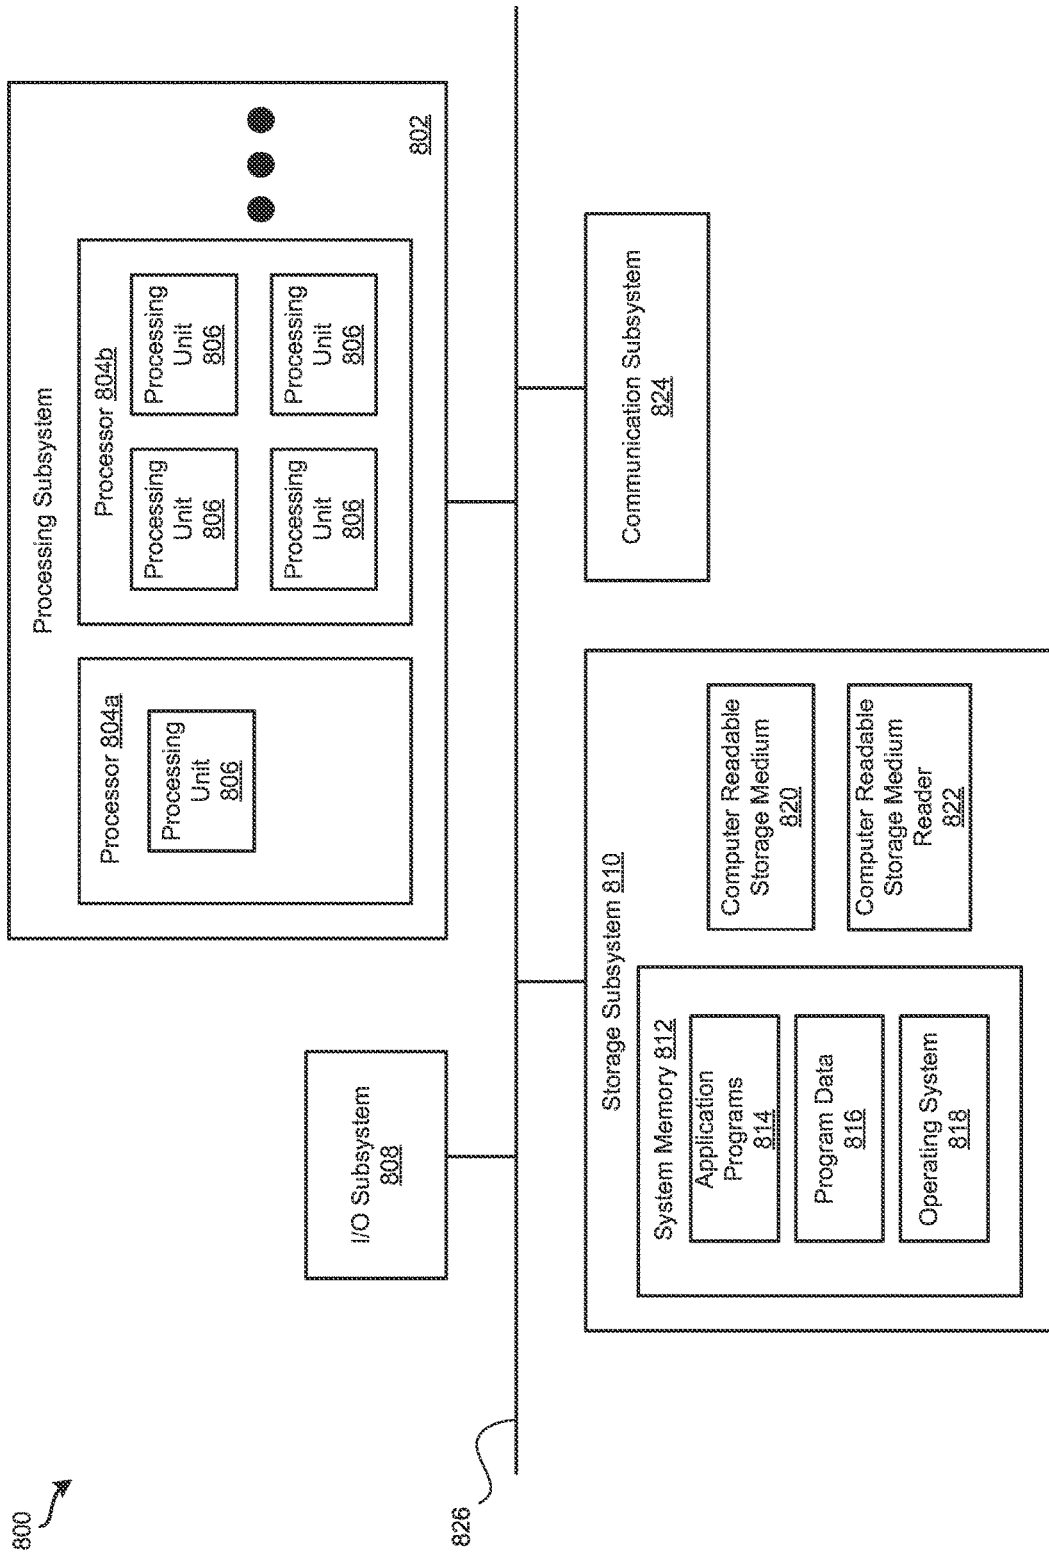 800
Processing Subsystem
Processor 804a
Processing
Unit
806
Processor 804b
Processing
Unit
806
Processing
Unit
806
Processing
Unit
806
Processing
Unit
806
802
I/O Subsystem
808
826
Storage Subsystem 810
System Memory 812
Application
Programs
814
Program Data
816
Operating System
818
Computer Readable
Storage Medium
820
Computer Readable
Storage Medium
Reader
822
Communication Subsystem
824